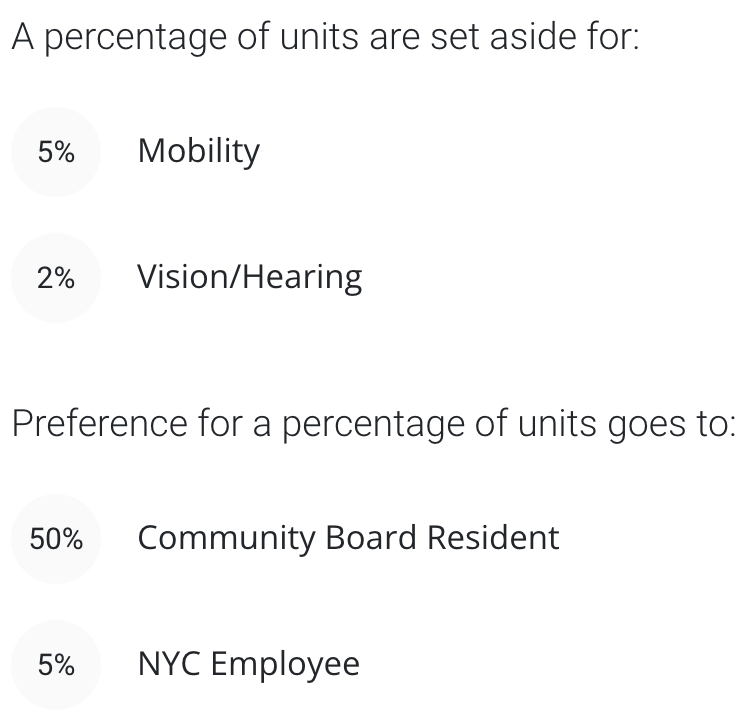 A percentage of units are set aside for:
5% Mobility
2% Vision/Hearing
Preference for a percentage of units goes to:
50% Community Board Resident
5% NYC Employee